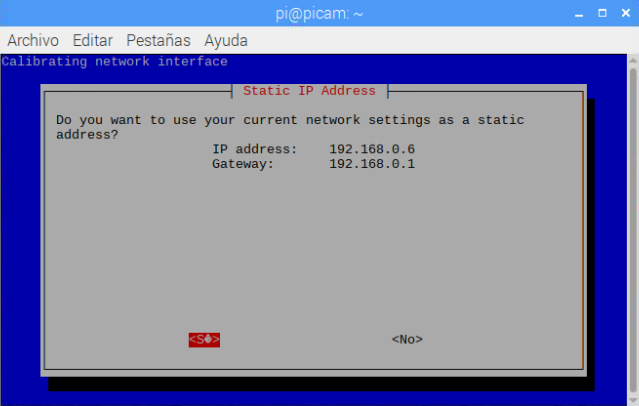 pi@picam: ~
Archivo Editar Pestañas Ayuda
Calibrating network interface
Static IP Address
Do you want to use your current network settings as a static
address?
IP address: 192.168.0.6
Gateway: 192.168.0.1
<S�> <No>